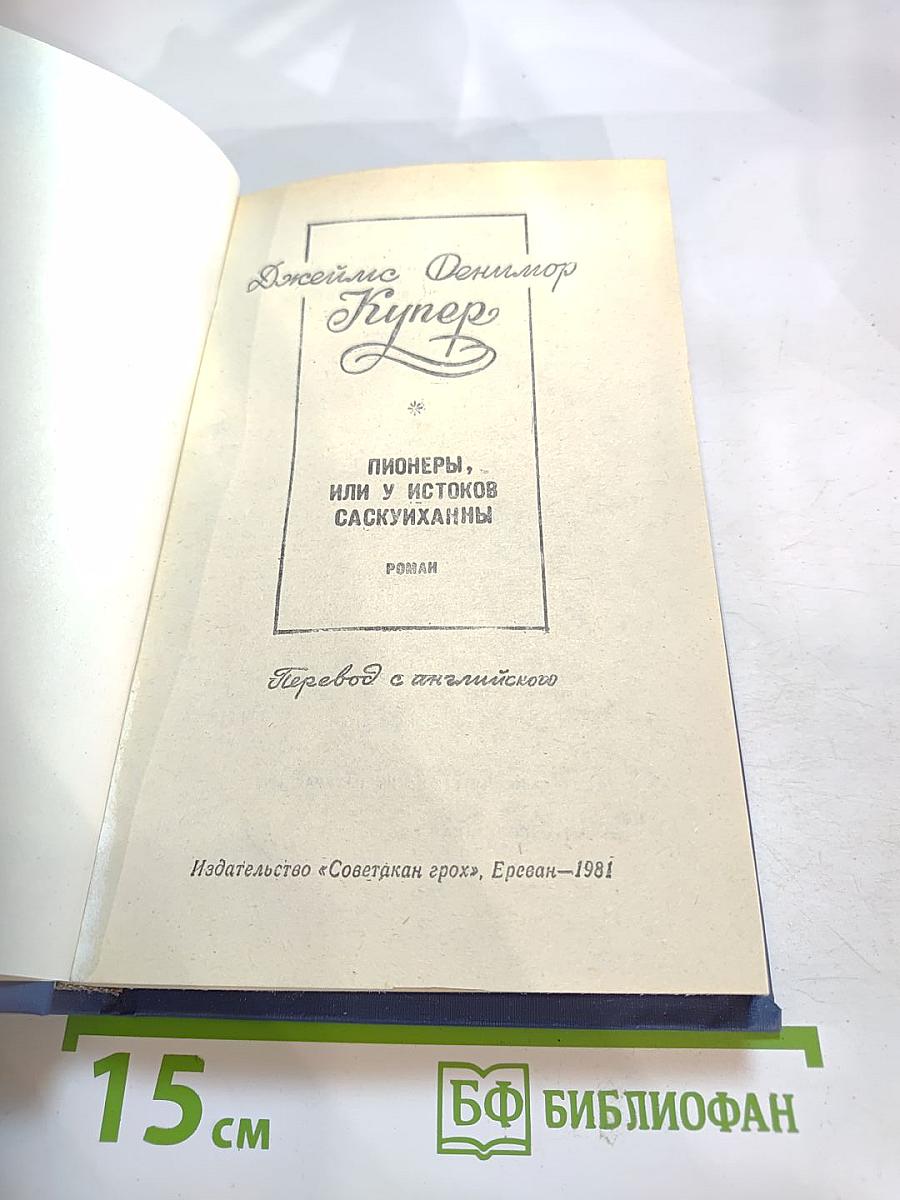 Джеймс Фенимор
Купер
*
ПИОНЕРЫ,
ИЛИ У ИСТОКОВ
САСКУИХАННЫ
РОМАН
Перевод с английского
Издательство «Советакан грох», Ереван—1981
15 см
БФ БИБЛИОФАН